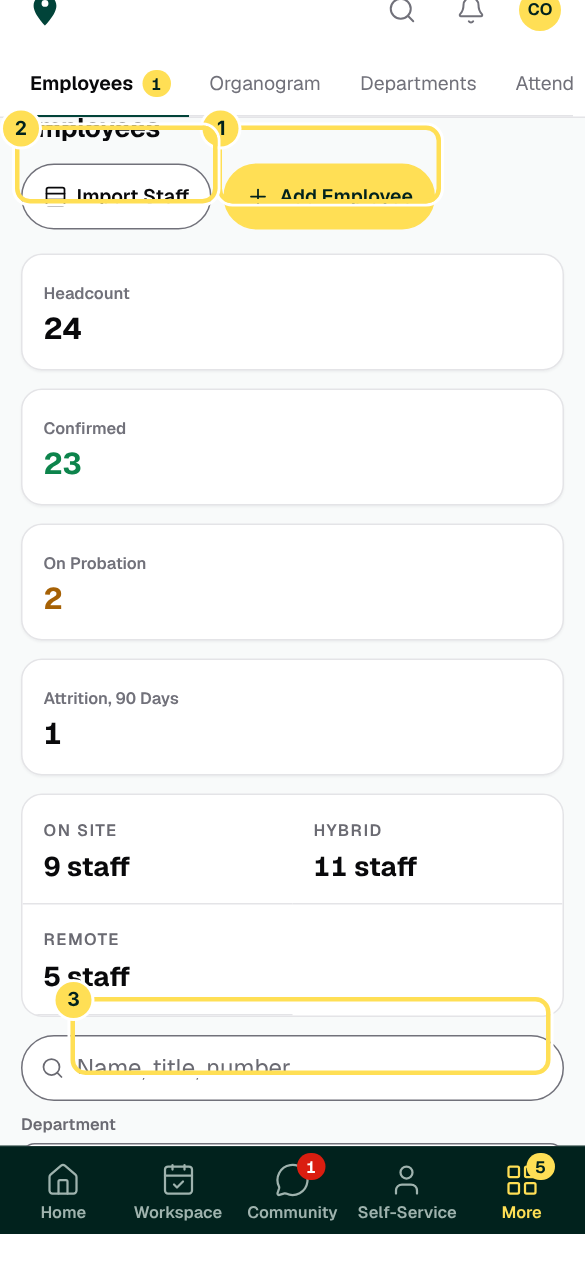 CO
Employees 1 Organogram Departments Attend
2 Employees 1
Import Staff + Add Employee
Headcount
24
Confirmed
23
On Probation
2
Attrition, 90 Days
1
ON SITE HYBRID
9 staff 11 staff
REMOTE
5 staff
3
Name, title, number
Department
1 5
Home Workspace Community Self-Service More